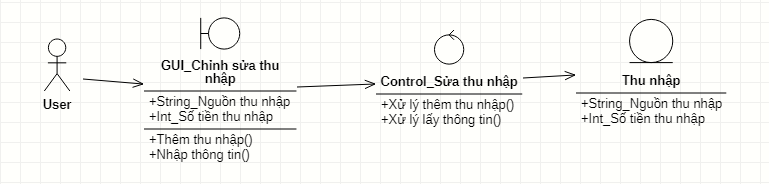 User
GUI_Chỉnh sửa thu
nhập
+String_Nguồn thu nhập
+Int_Số tiền thu nhập
+Thêm thu nhập()
+Nhập thông tin()
Control_Sửa thu nhập
+Xử lý thêm thu nhập()
+Xử lý lấy thông tin()
Thu nhập
+String_Nguồn thu nhập
+Int_Số tiền thu nhập